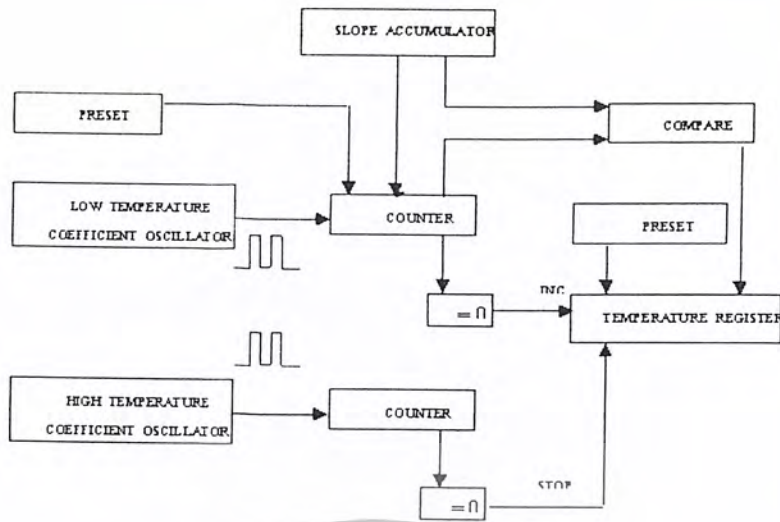 SLOPE ACCUMULATOR
PRESET
COMPARE
LOW TEMPERATURE
COEFFICIENT OSCILLATOR
COUNTER
PRESET
INC
=0
TEMPERATURE REGISTER
HIGH TEMPERATURE
COEFFICIENT OSCILLATOR
COUNTER
=0
STOP